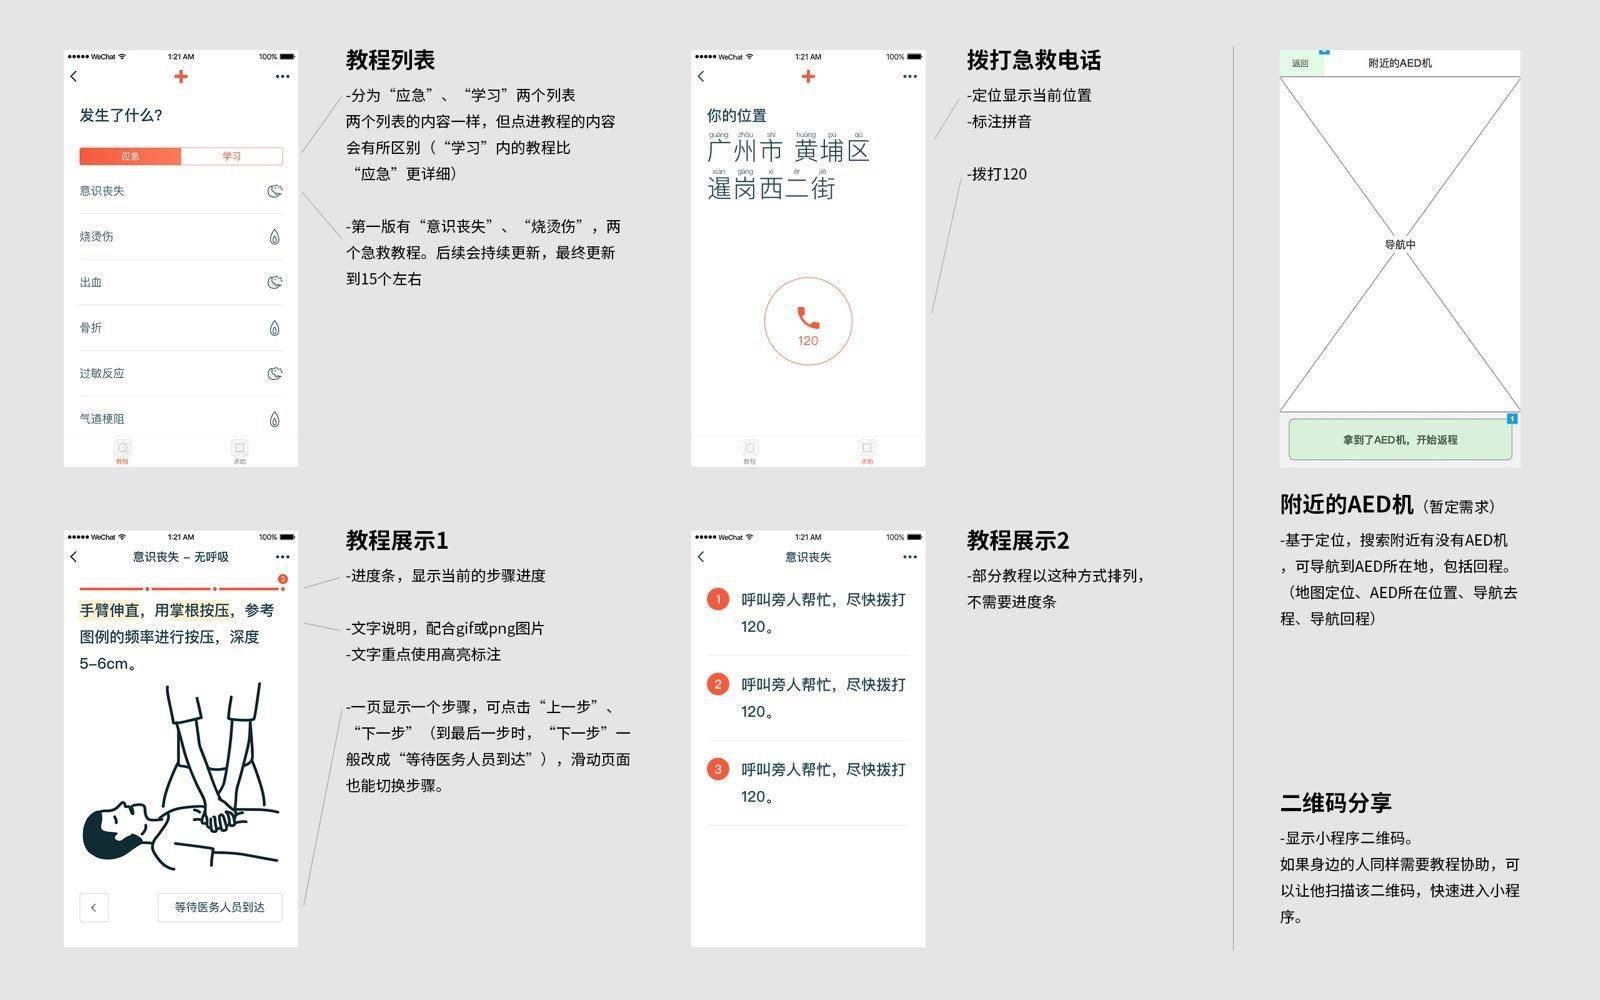 ●●●●● WeChat 1:21 AM 100%
发生了什么?
应急 学习
意识丧失
烧烫伤
出血
骨折
过敏反应
气道梗阻
教程 求助
教程列表
-分为“应急”、“学习”两个列表
两个列表的内容一样，但点进教程的内容
会有所区别（“学习”内的教程比
“应急”更详细）
-第一版有“意识丧失”、“烧烫伤”，两
个急救教程。后续会持续更新，最终更新
到15个左右
●●●●● WeChat 1:21 AM 100%
你的位置
guǎng zhōu shì huáng pǔ qū
广州市 黄埔区
xiān gāng xī èr jiē
暹岗西二街
120
教程 求助
拨打急救电话
-定位显示当前位置
-标注拼音
-拨打120
返回 附近的AED机
导航中
1
拿到了AED机，开始返程
附近的AED机（暂定需求）
-基于定位，搜索附近有没有AED机
，可导航到AED所在地，包括回程。
（地图定位、AED所在位置、导航去
程、导航回程）
●●●●● WeChat 1:21 AM 100%
意识丧失 – 无呼吸
3
手臂伸直，用掌根按压，参考
图例的频率进行按压，深度
5–6cm。
等待医务人员到达
教程展示1
-进度条，显示当前的步骤进度
-文字说明，配合gif或png图片
-文字重点使用高亮标注
-一页显示一个步骤，可点击“上一步”、
“下一步”（到最后一步时，“下一步”一
般改成“等待医务人员到达”），滑动页面
也能切换步骤。
●●●●● WeChat 1:21 AM 100%
意识丧失
1 呼叫旁人帮忙，尽快拨打
120。
2 呼叫旁人帮忙，尽快拨打
120。
3 呼叫旁人帮忙，尽快拨打
120。
教程展示2
-部分教程以这种方式排列，
不需要进度条
二维码分享
-显示小程序二维码。
如果身边的人同样需要教程协助，可
以让他扫描该二维码，快速进入小程
序。